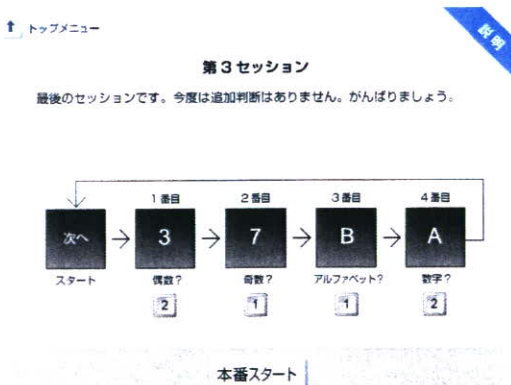 トップメニュー
説明
第3セッション
最後のセッションです。今度は追加判断はありません。がんばりましょう。
1番目 2番目 3番目 4番目
次へ 3 7 B A
スタート 偶数? 奇数? アルファベット? 数字?
2 1 1 2
本番スタート